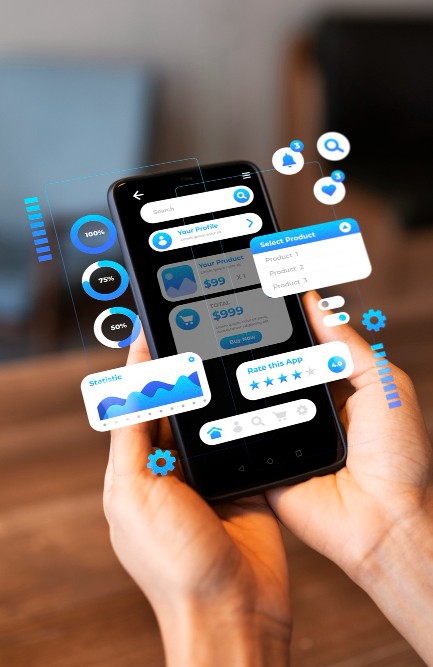 3
3
Search
100%
Your Profile
Select Product
Product 1
Product 2
Product 3
75%
Your Product
$99
X 1
TOTAL
$999
50%
Buy Now
Statistic
Rate this App
4.0